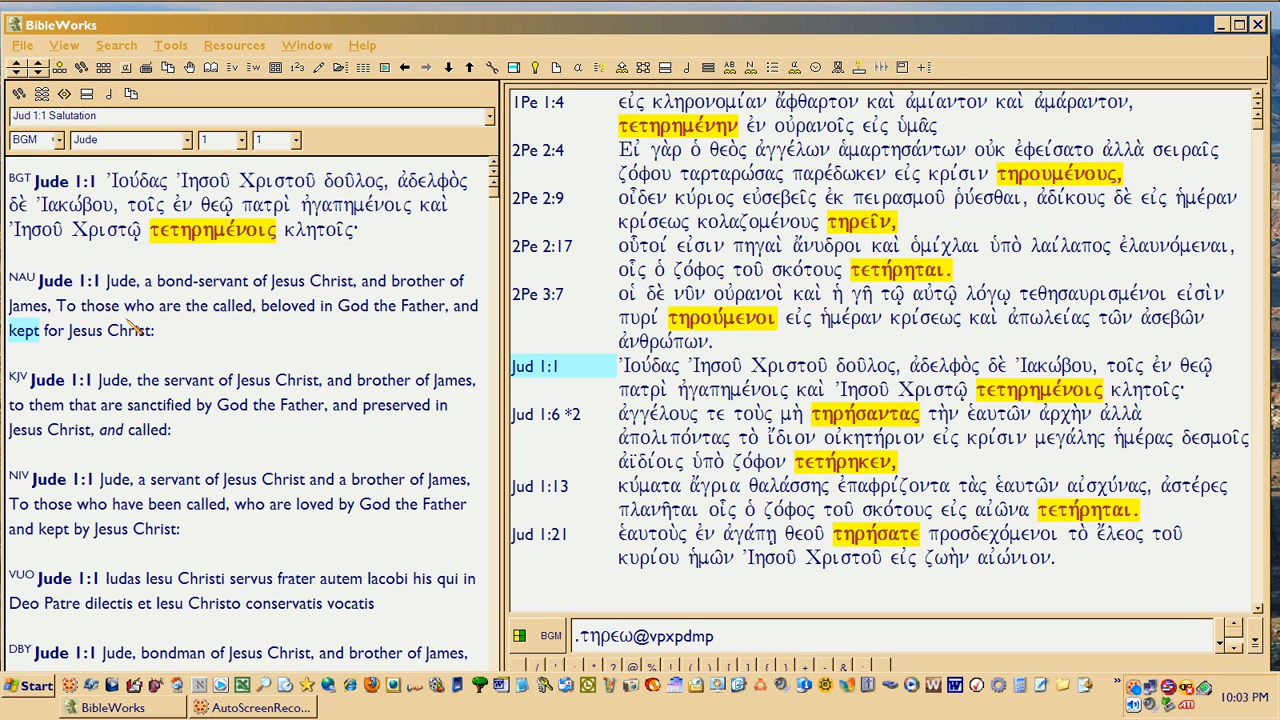 BibleWorks
File View Search Tools Resources Window Help
Jud 1:1 Salutation
BGM Jude 1 1
BGT Jude 1:1 Ἰούδας Ἰησοῦ Χριστοῦ δοῦλος, ἀδελφὸς
δὲ Ἰακώβου, τοῖς ἐν θεῷ πατρὶ ἠγαπημένοις καὶ
Ἰησοῦ Χριστῷ τετηρημένοις κλητοῖς·
NAU Jude 1:1 Jude, a bond-servant of Jesus Christ, and brother of
James, To those who are the called, beloved in God the Father, and
kept for Jesus Christ:
KJV Jude 1:1 Jude, the servant of Jesus Christ, and brother of James,
to them that are sanctified by God the Father, and preserved in
Jesus Christ, and called:
NIV Jude 1:1 Jude, a servant of Jesus Christ and a brother of James,
To those who have been called, who are loved by God the Father
and kept by Jesus Christ:
VUO Jude 1:1 Iudas Iesu Christi servus frater autem Iacobi his qui in
Deo Patre dilectis et Iesu Christo conservatis vocatis
DBY Jude 1:1 Jude, bondman of Jesus Christ, and brother of James,
1Pe 1:4 εἰς κληρονομίαν ἄφθαρτον καὶ ἀμίαντον καὶ ἀμάραντον,
τετηρημένην ἐν οὐρανοῖς εἰς ὑμᾶς
2Pe 2:4 Εἰ γὰρ ὁ θεὸς ἀγγέλων ἁμαρτησάντων οὐκ ἐφείσατο ἀλλὰ σειραῖς
ζόφου ταρταρώσας παρέδωκεν εἰς κρίσιν τηρουμένους,
2Pe 2:9 οἶδεν κύριος εὐσεβεῖς ἐκ πειρασμοῦ ῥύεσθαι, ἀδίκους δὲ εἰς ἡμέραν
κρίσεως κολαζομένους τηρεῖν,
2Pe 2:17 οὗτοί εἰσιν πηγαὶ ἄνυδροι καὶ ὁμίχλαι ὑπὸ λαίλαπος ἐλαυνόμεναι,
οἷς ὁ ζόφος τοῦ σκότους τετήρηται.
2Pe 3:7 οἱ δὲ νῦν οὐρανοὶ καὶ ἡ γῆ τῷ αὐτῷ λόγῳ τεθησαυρισμένοι εἰσὶν
πυρὶ τηρούμενοι εἰς ἡμέραν κρίσεως καὶ ἀπωλείας τῶν ἀσεβῶν
ἀνθρώπων.
Jud 1:1 Ἰούδας Ἰησοῦ Χριστοῦ δοῦλος, ἀδελφὸς δὲ Ἰακώβου, τοῖς ἐν θεῷ
πατρὶ ἠγαπημένοις καὶ Ἰησοῦ Χριστῷ τετηρημένοις κλητοῖς·
Jud 1:6 *2 ἀγγέλους τε τοὺς μὴ τηρήσαντας τὴν ἑαυτῶν ἀρχὴν ἀλλὰ
ἀπολιπόντας τὸ ἴδιον οἰκητήριον εἰς κρίσιν μεγάλης ἡμέρας δεσμοῖς
ἀϊδίοις ὑπὸ ζόφον τετήρηκεν,
Jud 1:13 κύματα ἄγρια θαλάσσης ἐπαφρίζοντα τὰς ἑαυτῶν αἰσχύνας, ἀστέρες
πλανῆται οἷς ὁ ζόφος τοῦ σκότους εἰς αἰῶνα τετήρηται.
Jud 1:21 ἑαυτοὺς ἐν ἀγάπῃ θεοῦ τηρήσατε προσδεχόμενοι τὸ ἔλεος τοῦ
κυρίου ἡμῶν Ἰησοῦ Χριστοῦ εἰς ζωὴν αἰώνιον.
BGM .τηρεω@vpxpdmp
Start
BibleWorks AutoScreenReco...
10:03 PM